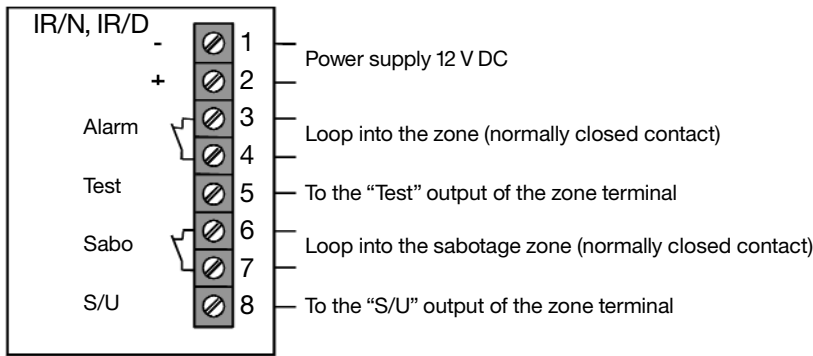 IR/N, IR/D
- 1
Power supply 12 V DC
+ 2
Alarm 3
Loop into the zone (normally closed contact)
4
Test 5 To the “Test” output of the zone terminal
Sabo 6
Loop into the sabotage zone (normally closed contact)
7
S/U 8 To the “S/U” output of the zone terminal